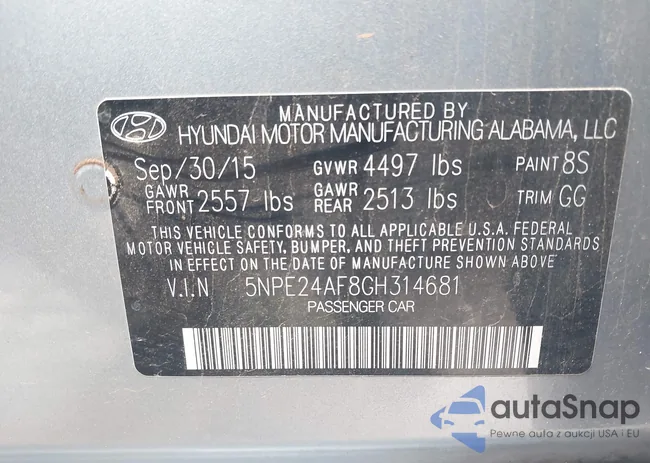 MANUFACTURED BY
HYUNDAI MOTOR MANUFACTURING ALABAMA, LLC
Sep/30/15 GVWR 4497 lbs PAINT 8S
GAWR FRONT 2557 lbs GAWR REAR 2513 lbs TRIM GG
THIS VEHICLE CONFORMS TO ALL APPLICABLE U.S.A. FEDERAL
MOTOR VEHICLE SAFETY, BUMPER, AND THEFT PREVENTION STANDARDS
IN EFFECT ON THE DATE OF MANUFACTURE SHOWN ABOVE
V.I.N 5NPE24AF8GH314681
PASSENGER CAR
autaSnap
Pewne auta z aukcji USA i EU